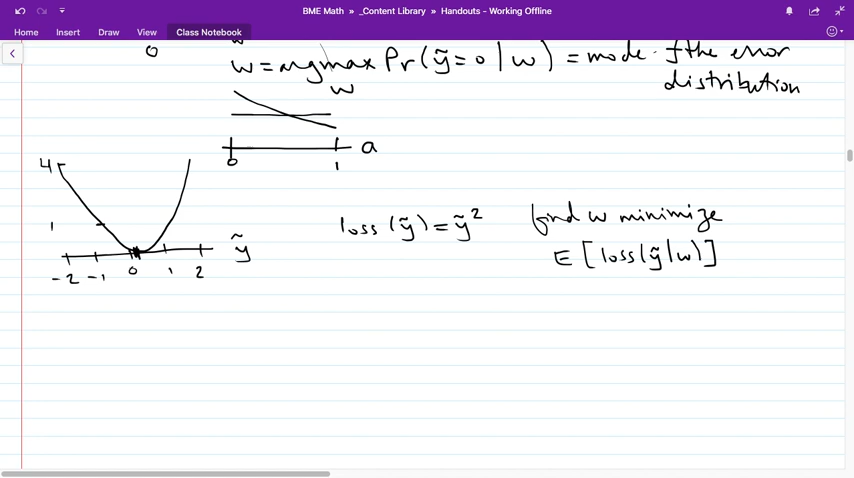 BME Math » _Content Library » Handouts - Working Offline
Home Insert Draw View Class Notebook
0
w = argmax Pr(ỹ = 0 | w) = mode of the error
w
distribution
0 1 a
4
1
-2 -1 0 1 2 ỹ
loss(ỹ) = ỹ²
find w minimize
E[loss(ỹ|w)]